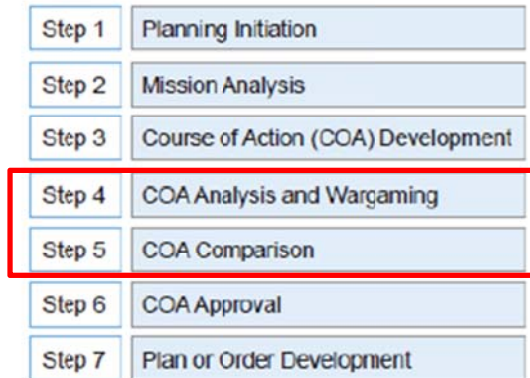 Step 1 Planning Initiation
Step 2 Mission Analysis
Step 3 Course of Action (COA) Development
Step 4 COA Analysis and Wargaming
Step 5 COA Comparison
Step 6 COA Approval
Step 7 Plan or Order Development